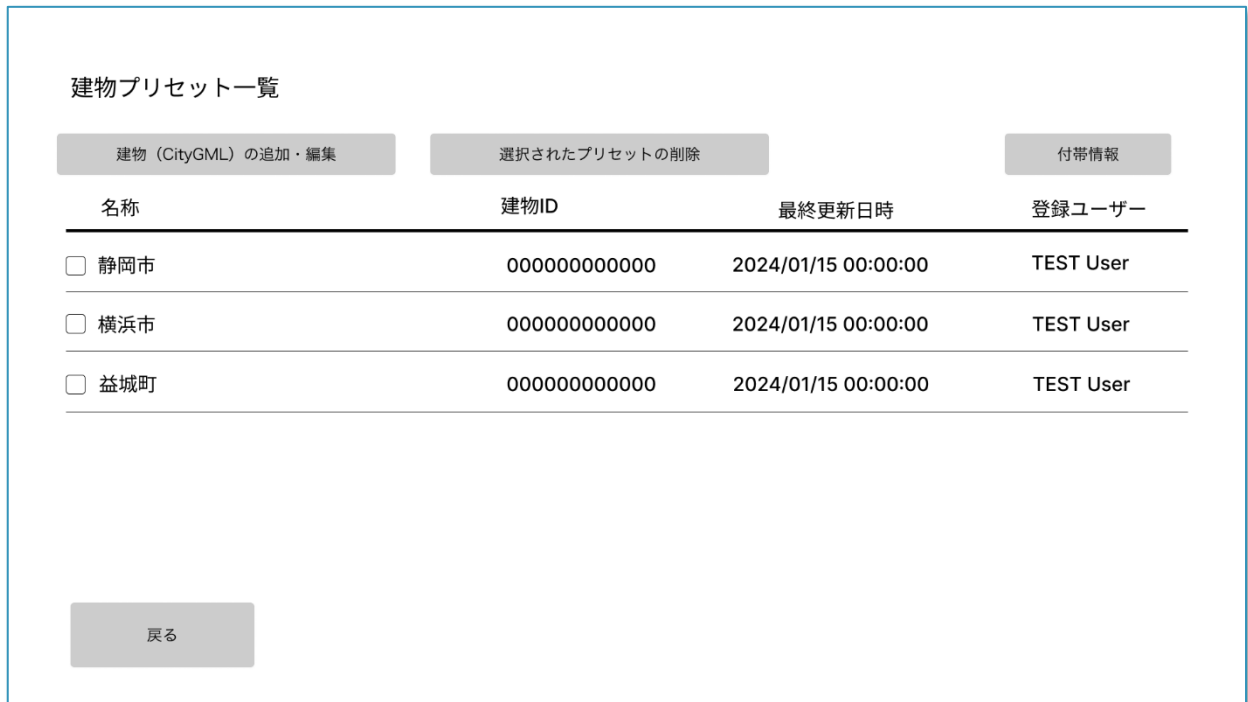 建物プリセット一覧
建物（CityGML）の追加・編集 選択されたプリセットの削除 付帯情報
名称 建物ID 最終更新日時 登録ユーザー
静岡市 000000000000 2024/01/15 00:00:00 TEST User
横浜市 000000000000 2024/01/15 00:00:00 TEST User
益城町 000000000000 2024/01/15 00:00:00 TEST User
戻る